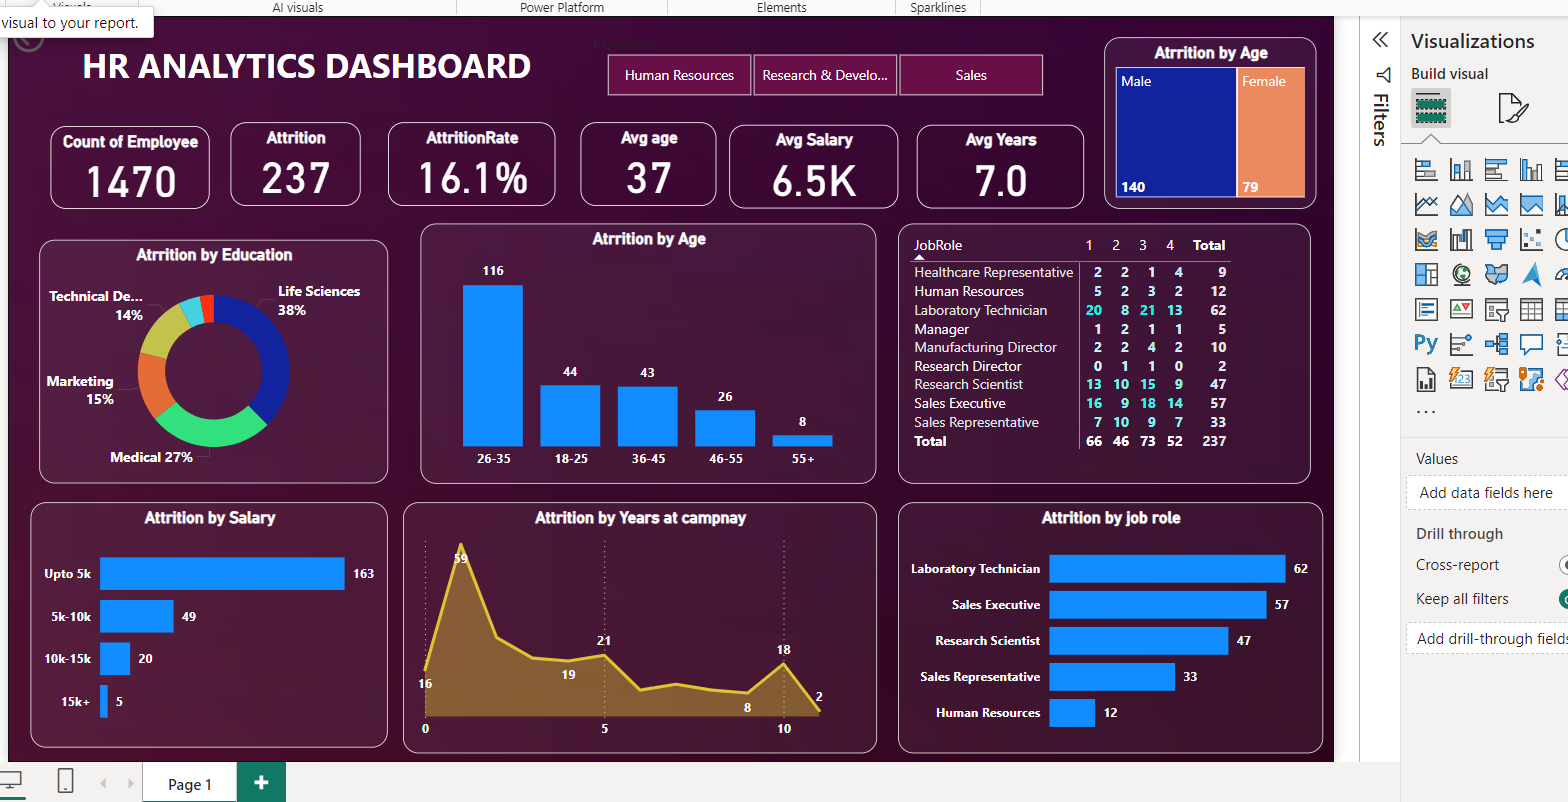 Visuals
AI visuals
Power Platform
Elements
Sparklines
visual to your report.
HR ANALYTICS DASHBOARD
Human Resources
Research & Develo...
Sales
Count of Employee
1470
Attrition
237
AttritionRate
16.1%
Avg age
37
Avg Salary
6.5K
Avg Years
7.0
Atrrition by Age
Male
Female
140
79
Atrrition by Education
Technical De...
14%
Life Sciences
38%
Marketing
15%
Medical 27%
Atrrition by Age
116
44
43
26
8
26-35
18-25
36-45
46-55
55+
JobRole 1 2 3 4 Total
Healthcare Representative 2 2 1 4 9
Human Resources 5 2 3 2 12
Laboratory Technician 20 8 21 13 62
Manager 1 2 1 1 5
Manufacturing Director 2 2 4 2 10
Research Director 0 1 1 0 2
Research Scientist 13 10 15 9 47
Sales Executive 16 9 18 14 57
Sales Representative 7 10 9 7 33
Total 66 46 73 52 237
Attrition by Salary
Upto 5k 163
5k-10k 49
10k-15k 20
15k+ 5
Attrition by Years at campnay
59
16
19
21
8
18
2
0
5
10
Attrition by job role
Laboratory Technician 62
Sales Executive 57
Research Scientist 47
Sales Representative 33
Human Resources 12
Page 1
Filters
Visualizations
Build visual
Py
123
...
Values
Add data fields here
Drill through
Cross-report
Keep all filters
Add drill-through fields